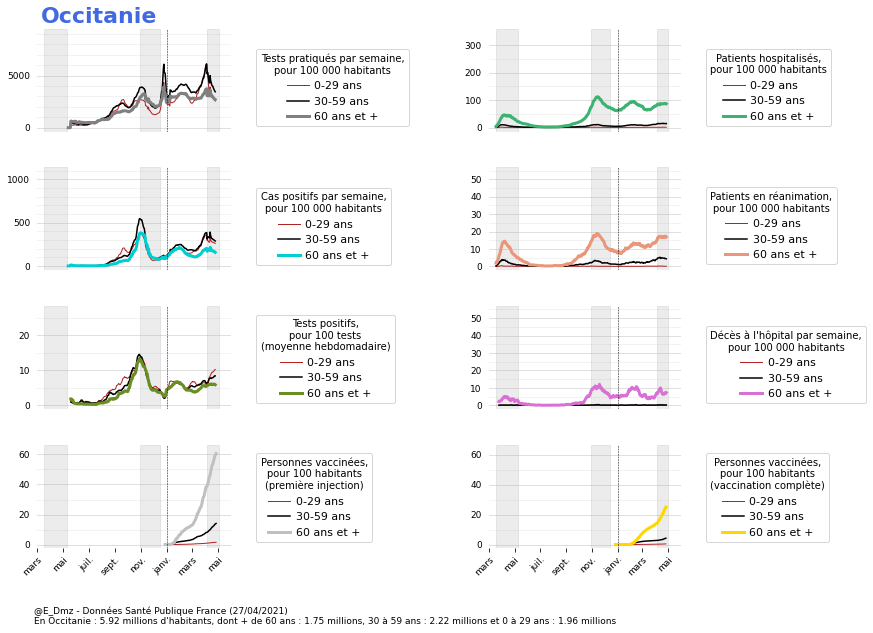 Occitanie
5000
0
Tests pratiqués par semaine,
pour 100 000 habitants
0-29 ans
30-59 ans
60 ans et +
300
200
100
0
Patients hospitalisés,
pour 100 000 habitants
0-29 ans
30-59 ans
60 ans et +
1000
500
0
Cas positifs par semaine,
pour 100 000 habitants
0-29 ans
30-59 ans
60 ans et +
50
40
30
20
10
0
Patients en réanimation,
pour 100 000 habitants
0-29 ans
30-59 ans
60 ans et +
20
10
0
Tests positifs,
pour 100 tests
(moyenne hebdomadaire)
0-29 ans
30-59 ans
60 ans et +
50
40
30
20
10
0
Décès à l'hôpital par semaine,
pour 100 000 habitants
0-29 ans
30-59 ans
60 ans et +
60
40
20
0
mars
mai
juil.
sept.
nov.
janv.
mars
mai
Personnes vaccinées,
pour 100 habitants
(première injection)
0-29 ans
30-59 ans
60 ans et +
60
40
20
0
mars
mai
juil.
sept.
nov.
janv.
mars
mai
Personnes vaccinées,
pour 100 habitants
(vaccination complète)
0-29 ans
30-59 ans
60 ans et +
@E_Dmz - Données Santé Publique France (27/04/2021)
En Occitanie : 5.92 millions d'habitants, dont + de 60 ans : 1.75 millions, 30 à 59 ans : 2.22 millions et 0 à 29 ans : 1.96 millions